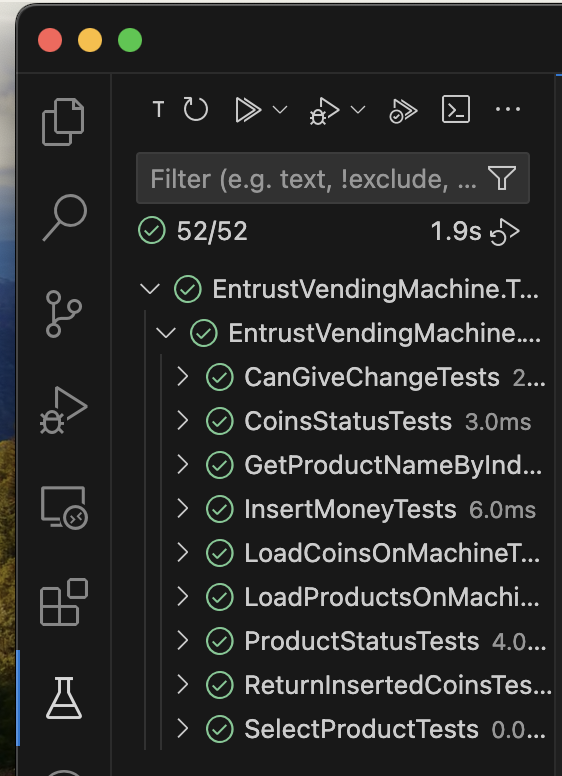 T
Filter (e.g. text, !exclude, ...
52/52 1.9s
EntrustVendingMachine.T...
EntrustVendingMachine....
CanGiveChangeTests 2...
CoinsStatusTests 3.0ms
GetProductNameByInd...
InsertMoneyTests 6.0ms
LoadCoinsOnMachineT...
LoadProductsOnMachi...
ProductStatusTests 4.0...
ReturnInsertedCoinsTes...
SelectProductTests 0.0...